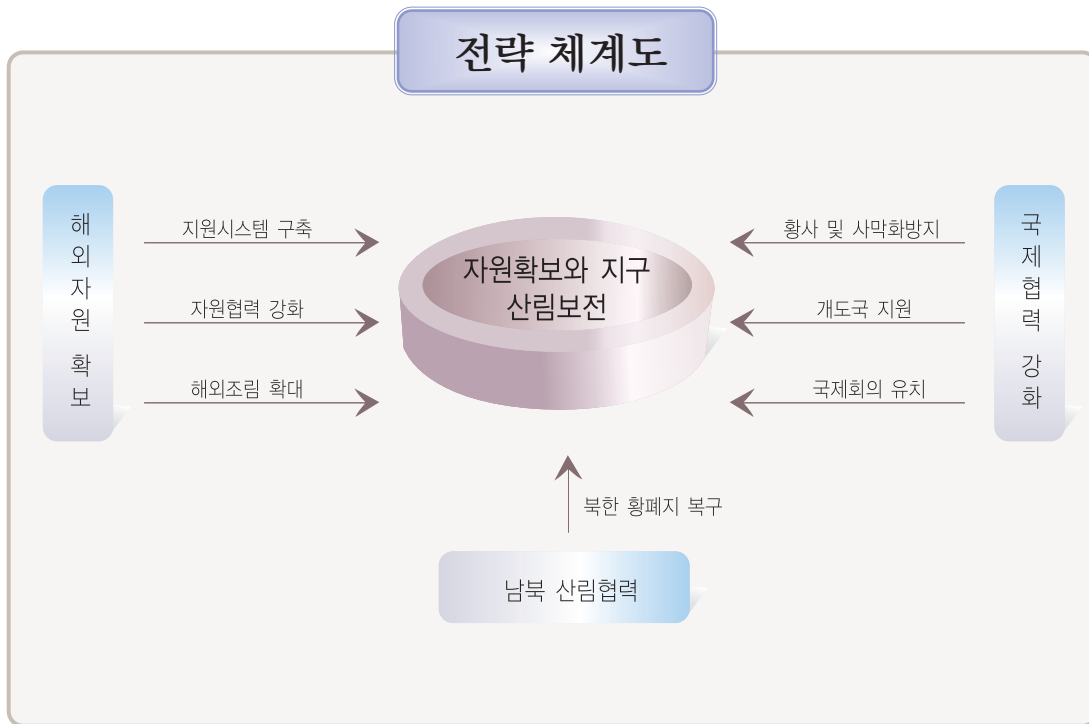 전략 체계도
해외자원 확보
지원시스템 구축
자원협력 강화
해외조림 확대
자원확보와 지구
산림보전
황사 및 사막화방지
개도국 지원
국제회의 유치
국제협력 강화
북한 황폐지 복구
남북 산림협력